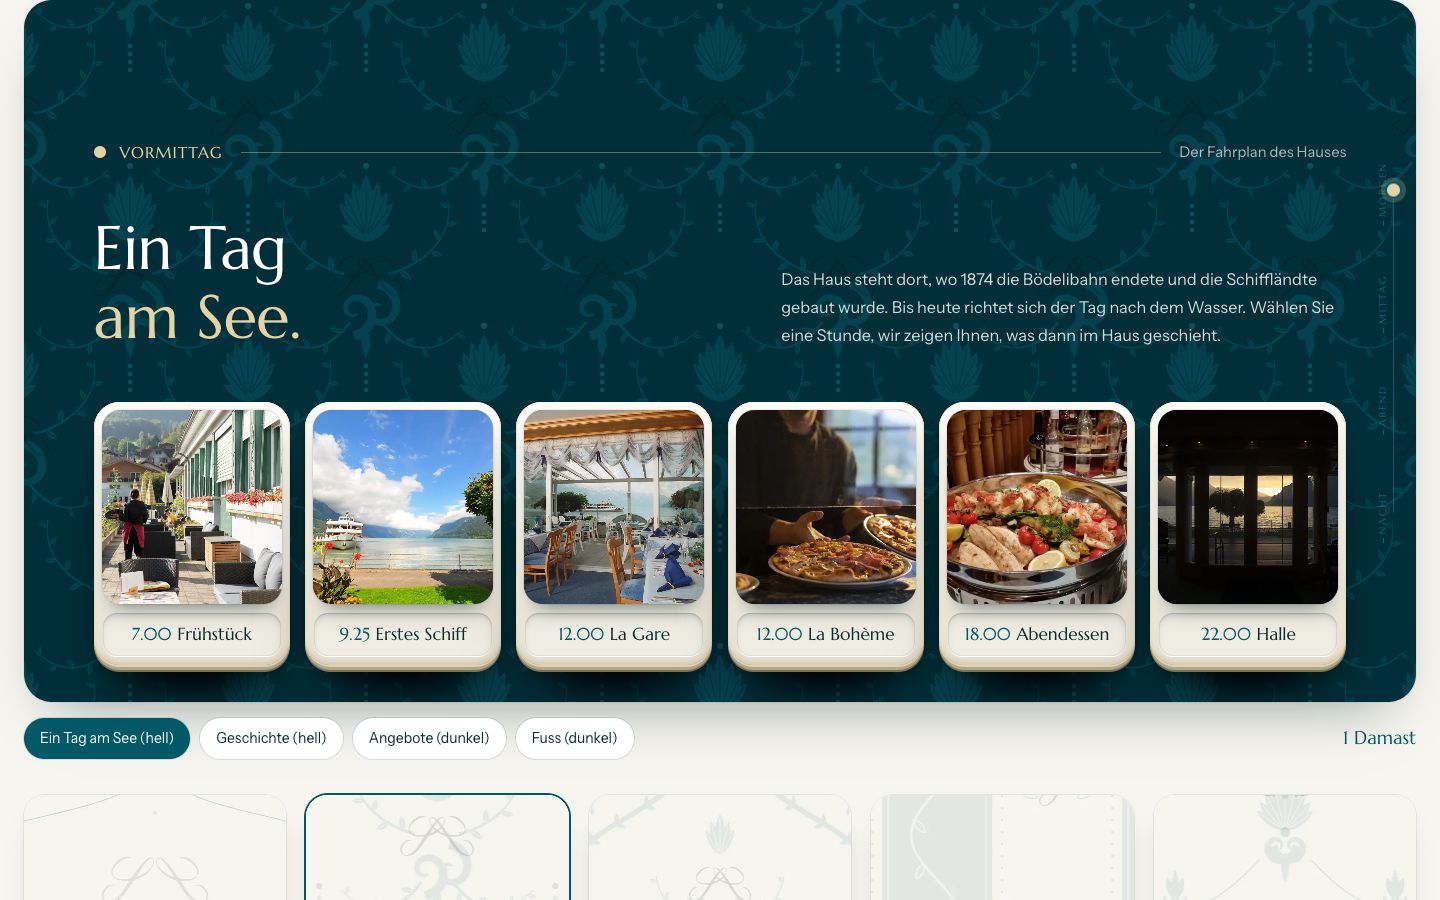 VORMITTAG
Der Fahrplan des Hauses
Ein Tag
am See.
Das Haus steht dort, wo 1874 die Bödelibahn endete und die Schiffländte
gebaut wurde. Bis heute richtet sich der Tag nach dem Wasser. Wählen Sie
eine Stunde, wir zeigen Ihnen, was dann im Haus geschieht.
MITTAG
ABEND
NACHT
7.00 Frühstück
9.25 Erstes Schiff
12.00 La Gare
12.00 La Bohème
18.00 Abendessen
22.00 Halle
Ein Tag am See (hell)
Geschichte (hell)
Angebote (dunkel)
Fuss (dunkel)
1 Damast